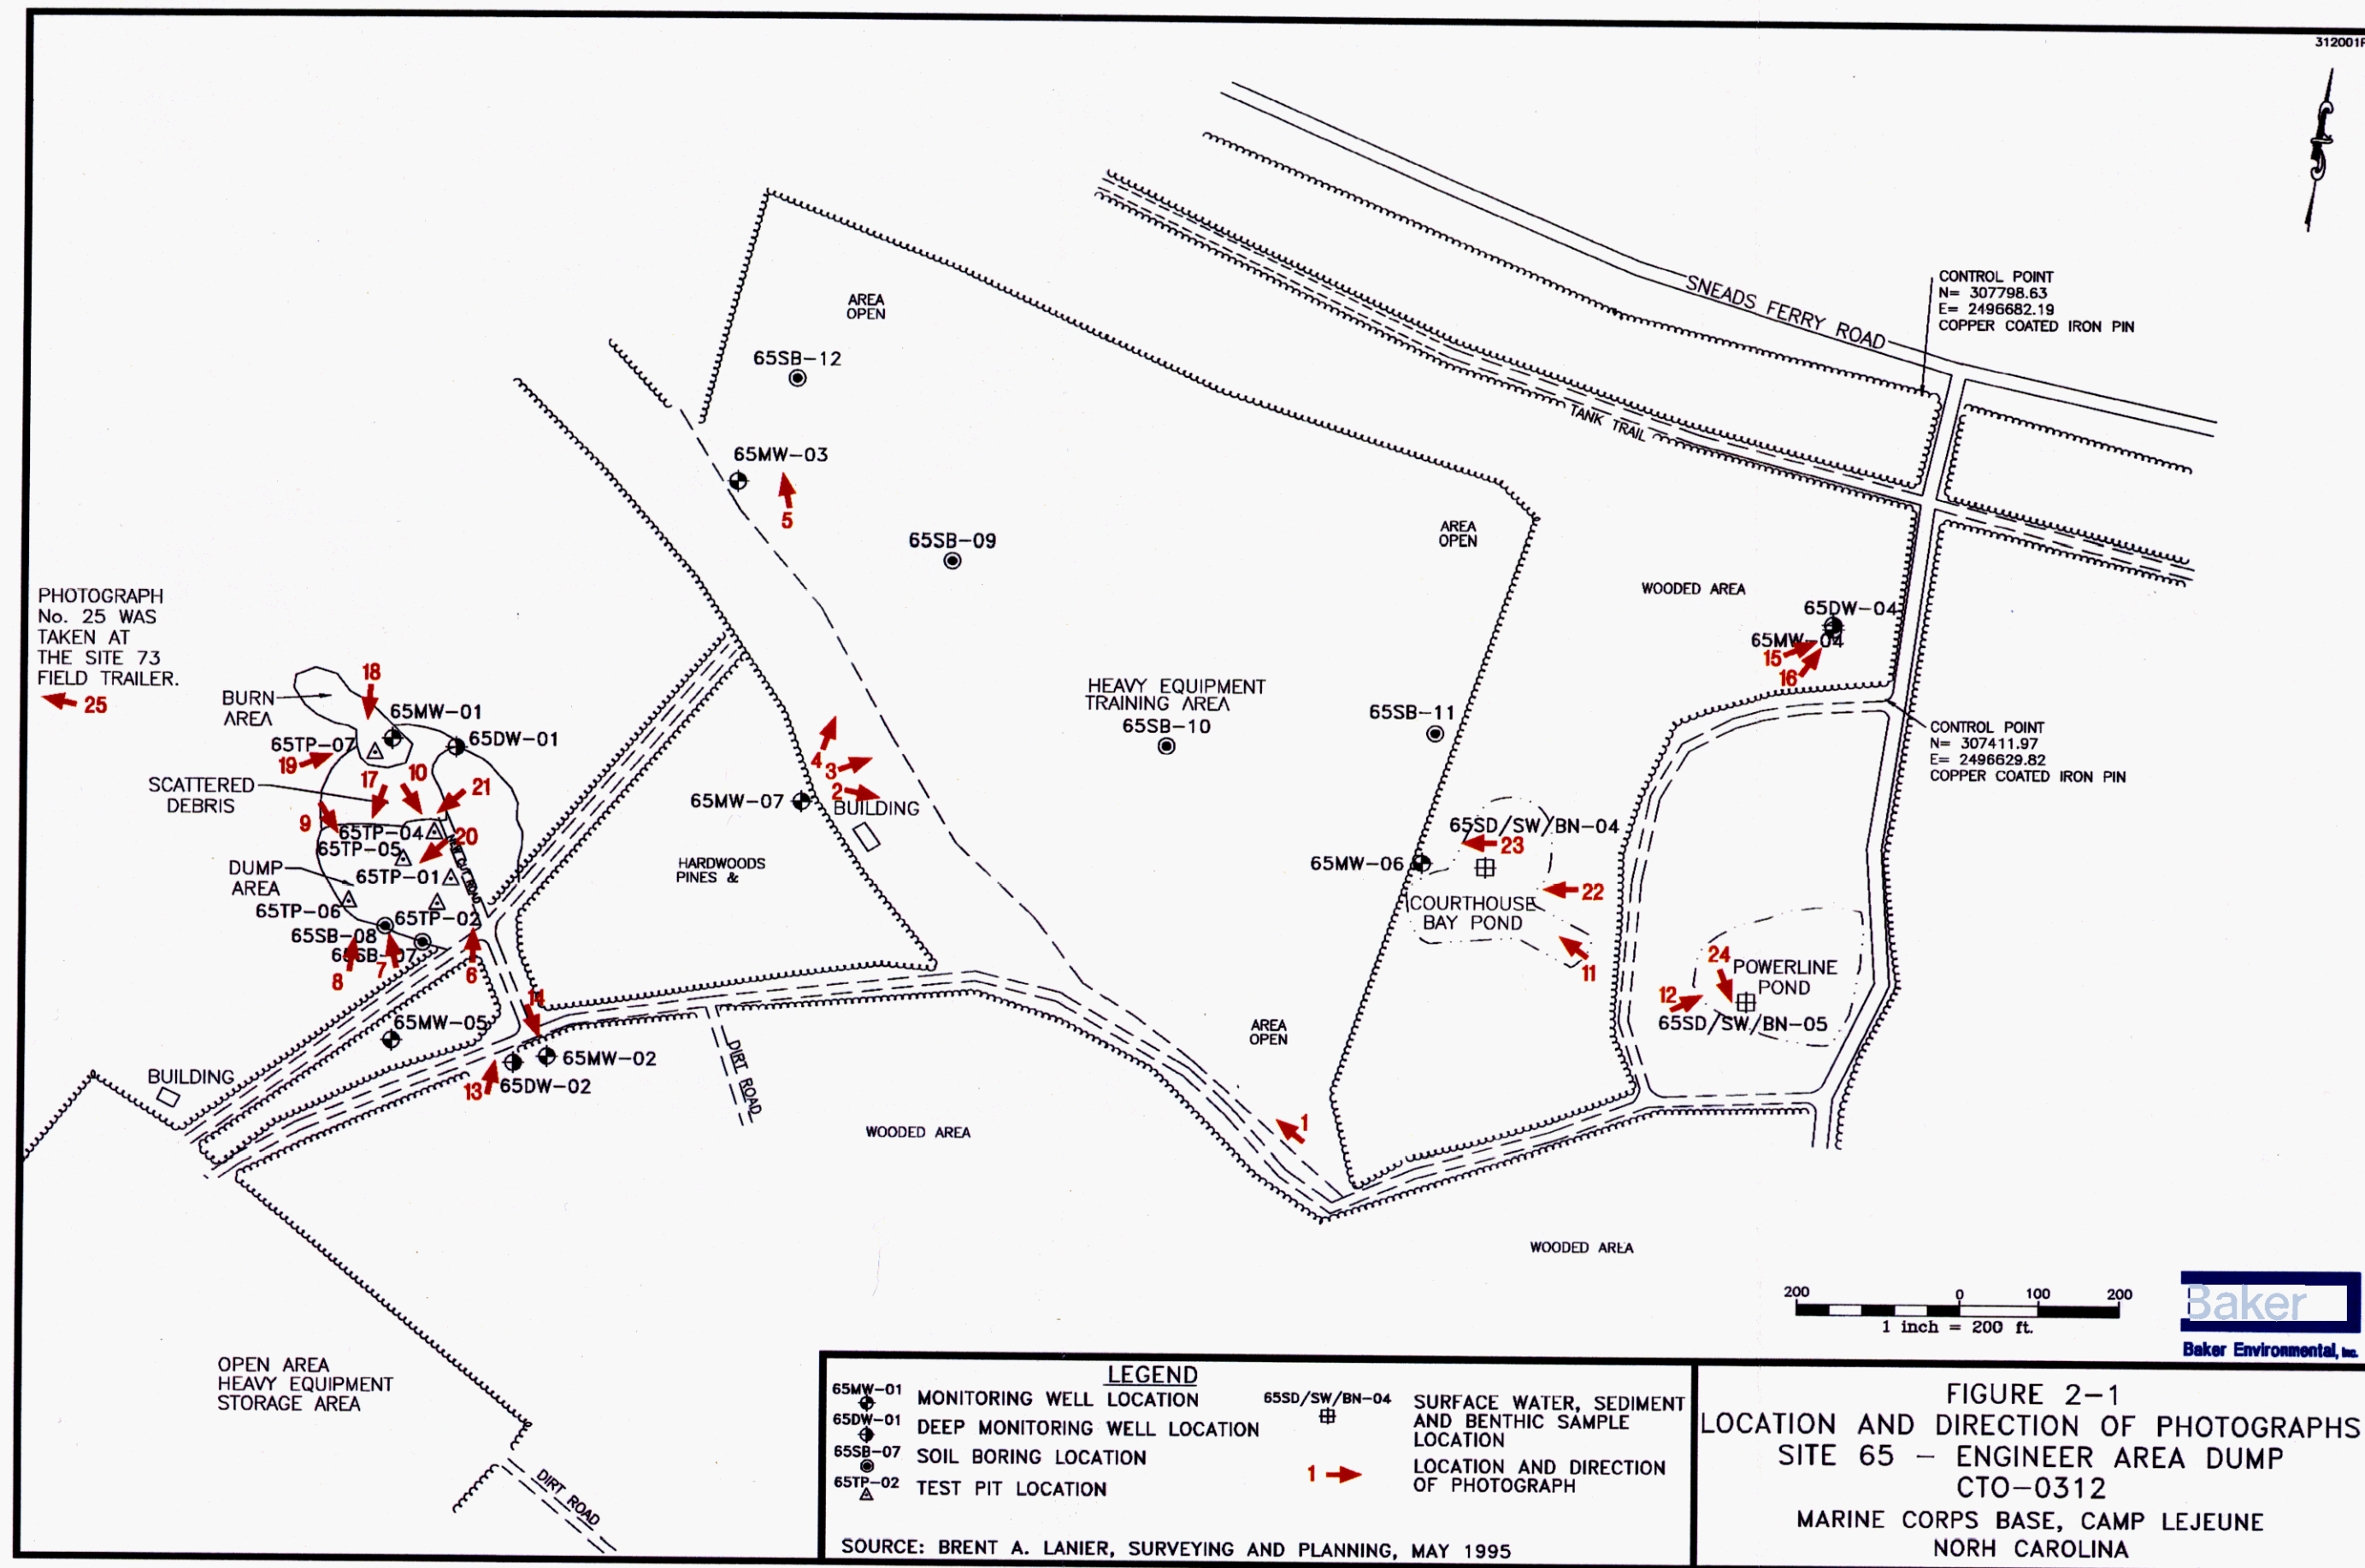 312001P
SNEADS FERRY ROAD
CONTROL POINT
N= 307798.63
E= 2496682.19
COPPER COATED IRON PIN
AREA
OPEN
65SB-12
TANK TRAIL
65MW-03
5
65SB-09
AREA
OPEN
WOODED AREA
65DW-04
65MW-04
15
16
PHOTOGRAPH
No. 25 WAS
TAKEN AT
THE SITE 73
FIELD TRAILER.
25
18
BURN
AREA
65MW-01
65DW-01
65TP-07
19
17
10
21
SCATTERED
DEBRIS
9
65TP-04
20
65TP-05
DUMP
AREA
65TP-01
65TP-06
65TP-02
65SB-08
65SB-07
8
7
6
HEAVY EQUIPMENT
TRAINING AREA
65SB-10
65SB-11
4
3
2
BUILDING
65MW-07
HARDWOODS
PINES &
CONTROL POINT
N= 307411.97
E= 2496629.82
COPPER COATED IRON PIN
65SD/SW/BN-04
23
65MW-06
22
COURTHOUSE
BAY POND
11
24
POWERLINE
POND
12
65SD/SW/BN-05
14
65MW-05
65MW-02
13
65DW-02
BUILDING
DIRT ROAD
AREA
OPEN
1
WOODED AREA
WOODED AREA
OPEN AREA
HEAVY EQUIPMENT
STORAGE AREA
DIRT ROAD
200 0 100 200
1 inch = 200 ft.
Baker
Baker Environmental, Inc.
LEGEND
65MW-01 MONITORING WELL LOCATION
65DW-01 DEEP MONITORING WELL LOCATION
65SB-07 SOIL BORING LOCATION
65TP-02 TEST PIT LOCATION
65SD/SW/BN-04 SURFACE WATER, SEDIMENT
AND BENTHIC SAMPLE
LOCATION
1 LOCATION AND DIRECTION
OF PHOTOGRAPH
SOURCE: BRENT A. LANIER, SURVEYING AND PLANNING, MAY 1995
FIGURE 2-1
LOCATION AND DIRECTION OF PHOTOGRAPHS
SITE 65 - ENGINEER AREA DUMP
CTO-0312
MARINE CORPS BASE, CAMP LEJEUNE
NORH CAROLINA